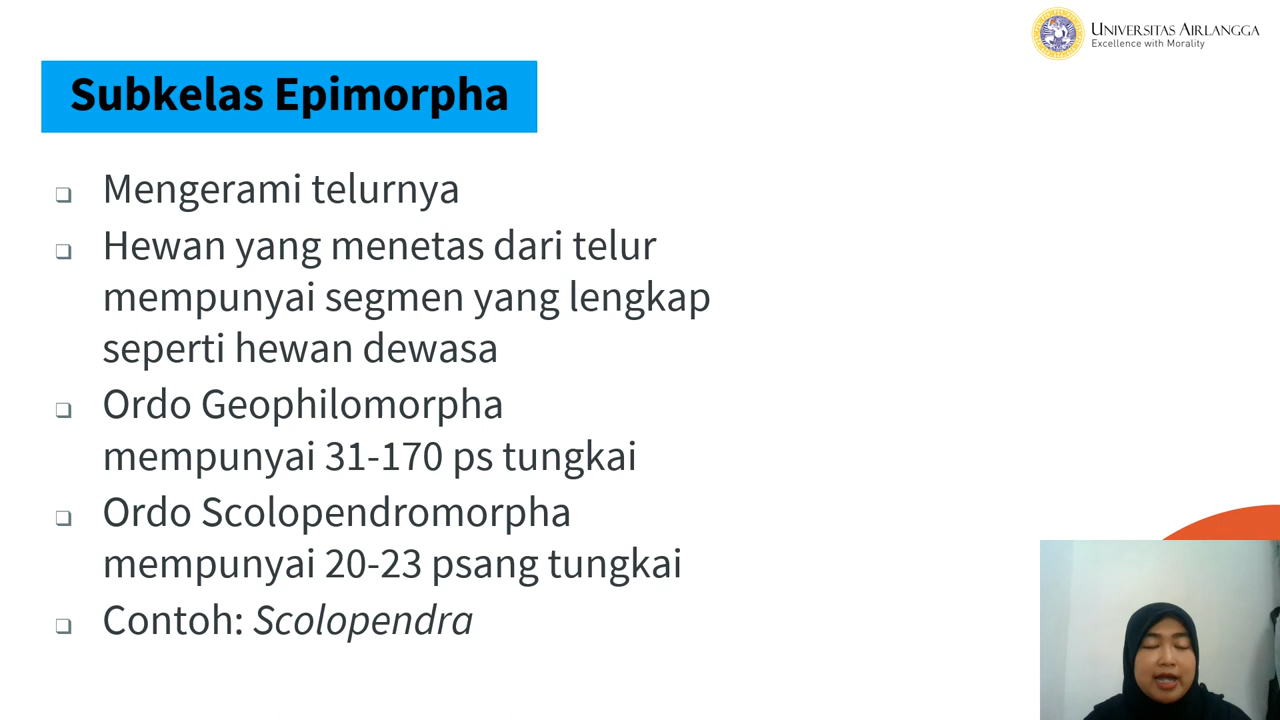 UNIVERSITAS AIRLANGGA
Excellence with Morality
Subkelas Epimorpha
❑ Mengerami telurnya
❑ Hewan yang menetas dari telur
mempunyai segmen yang lengkap
seperti hewan dewasa
❑ Ordo Geophilomorpha
mempunyai 31-170 ps tungkai
❑ Ordo Scolopendromorpha
mempunyai 20-23 psang tungkai
❑ Contoh: Scolopendra